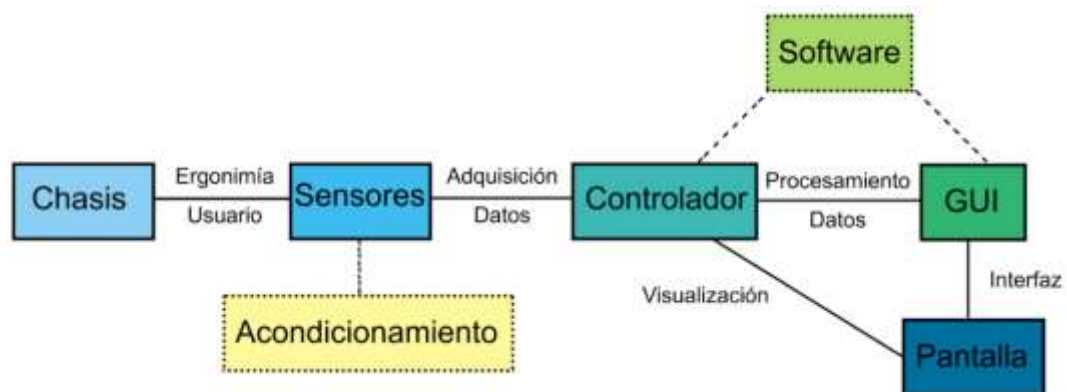 Software
Chasis
Ergonimía
Usuario
Sensores
Adquisición
Datos
Controlador
Procesamiento
Datos
GUI
Acondicionamiento
Visualización
Interfaz
Pantalla